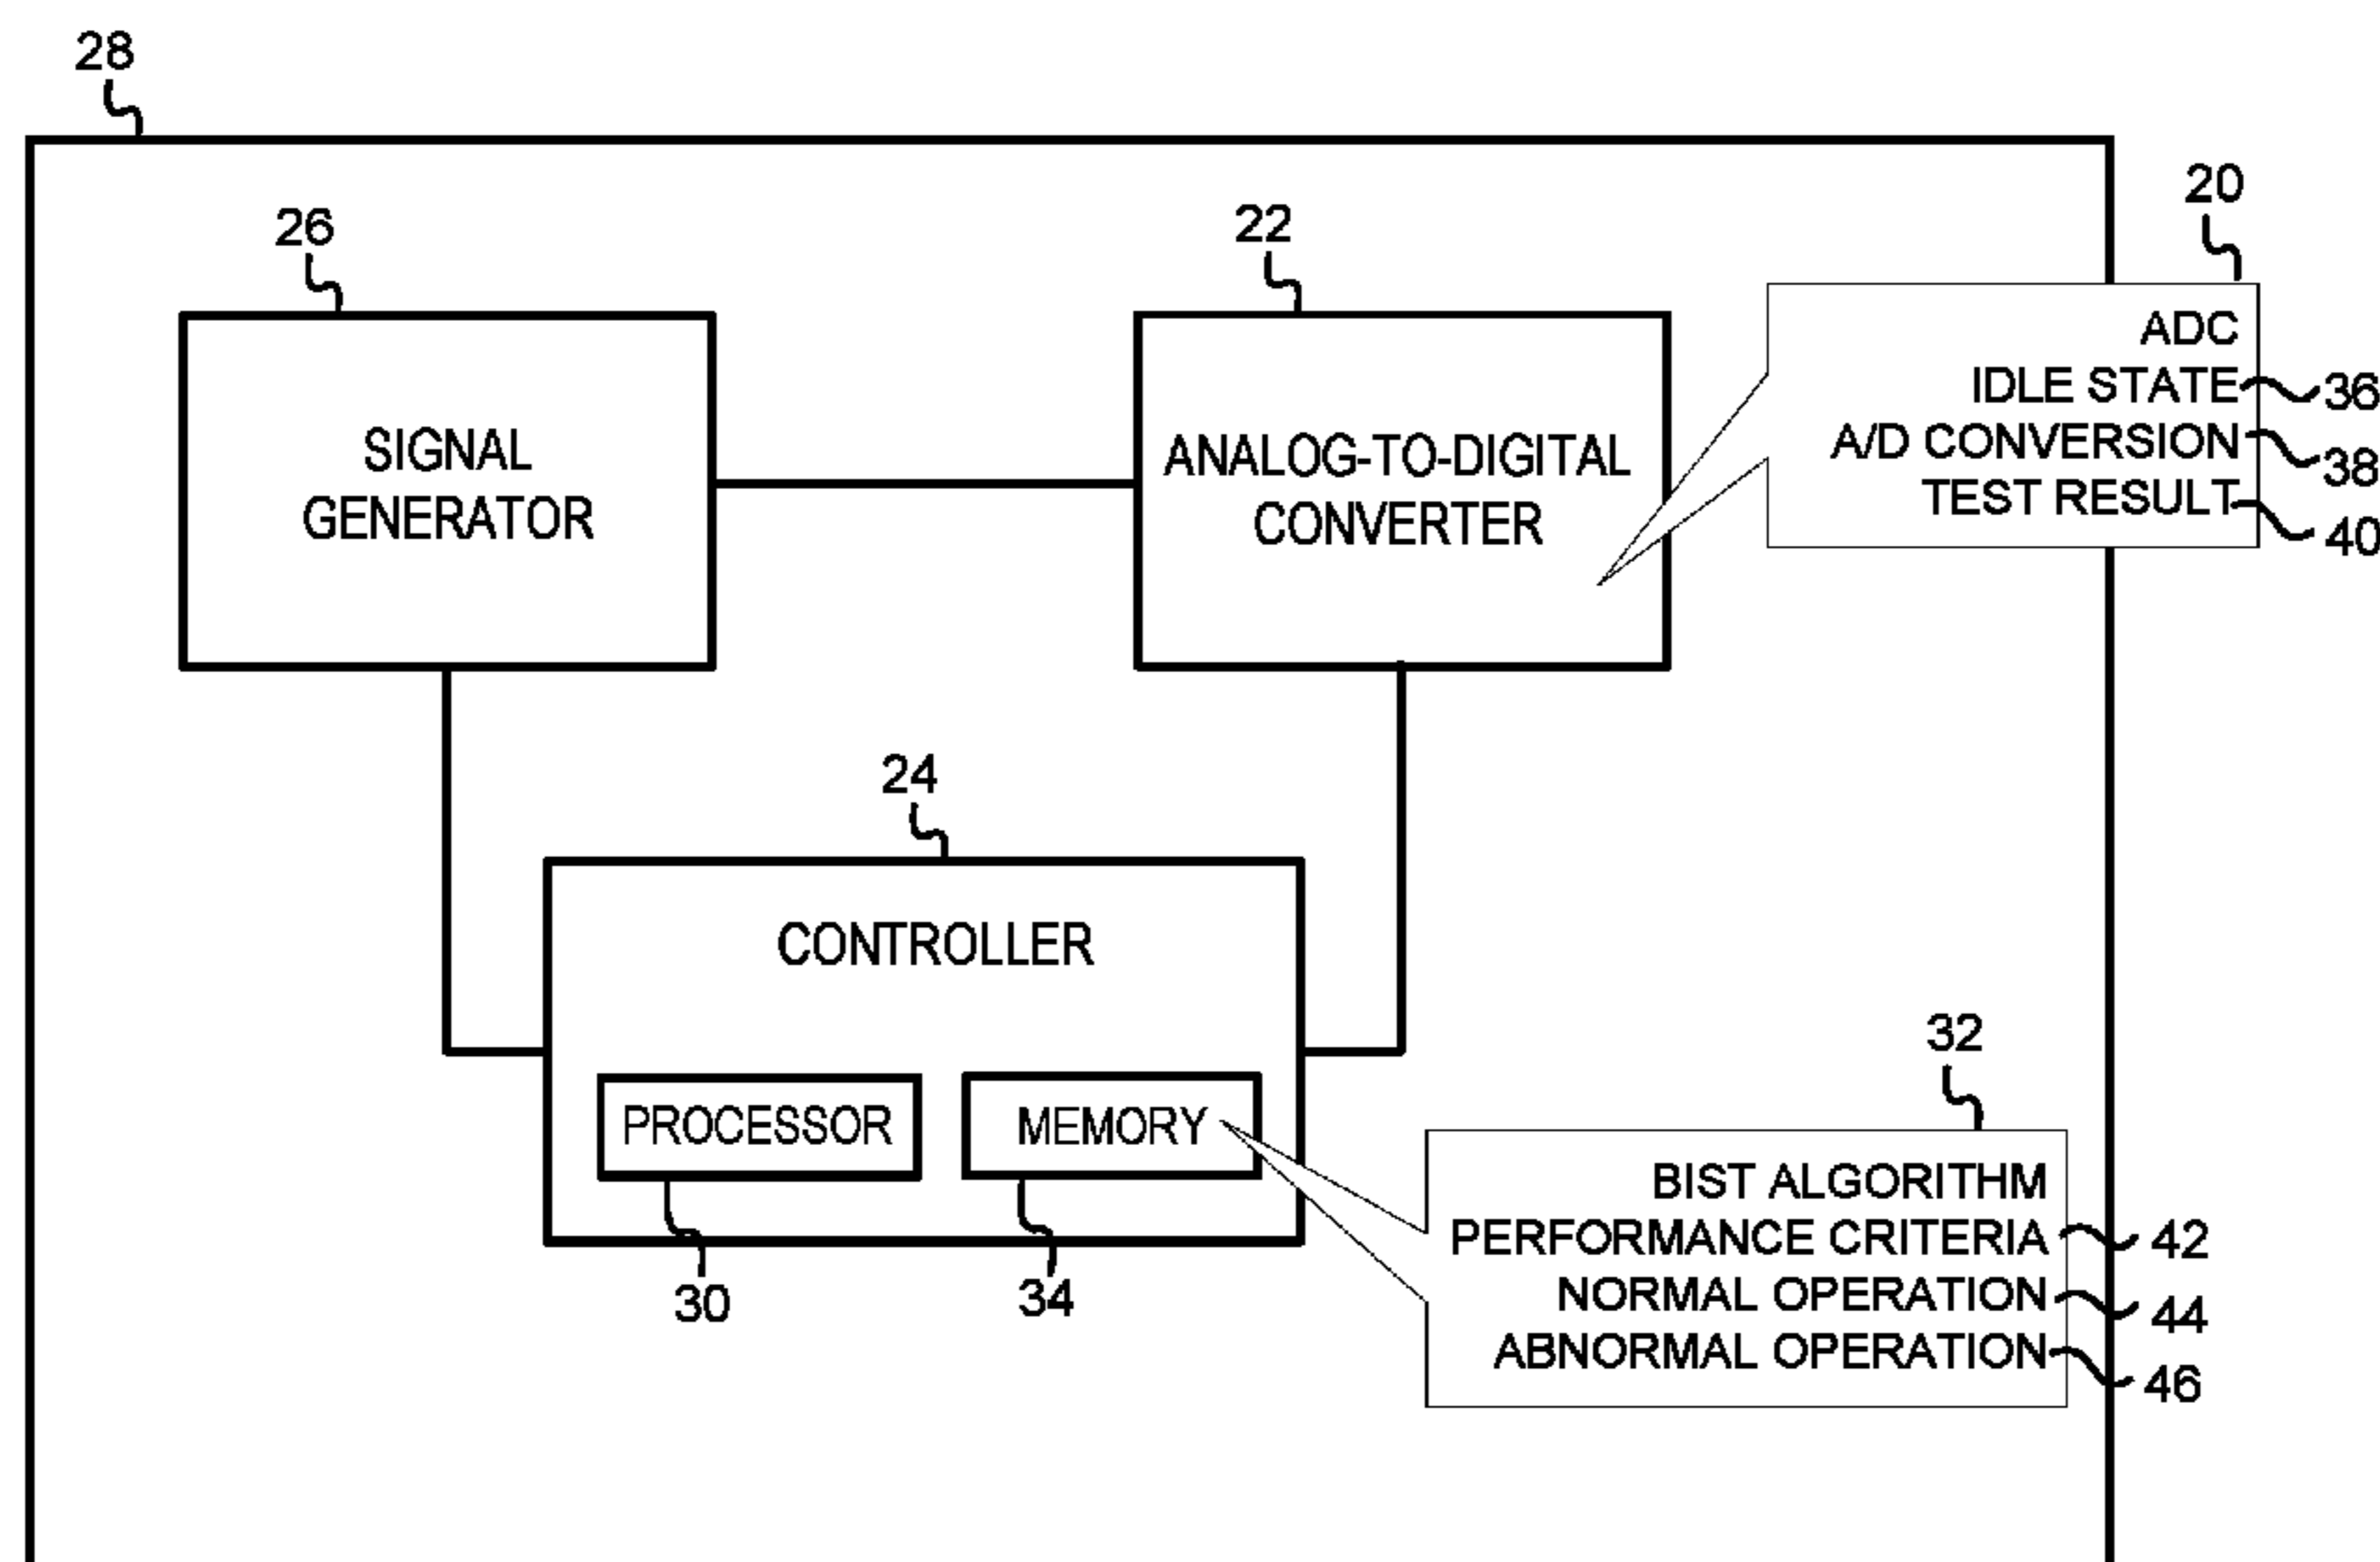 28
20
26
22
ADC
IDLE STATE 36
A/D CONVERSION 38
TEST RESULT 40
SIGNAL
GENERATOR
ANALOG-TO-DIGITAL
CONVERTER
24
CONTROLLER
PROCESSOR
MEMORY
30
34
32
BIST ALGORITHM
PERFORMANCE CRITERIA 42
NORMAL OPERATION 44
ABNORMAL OPERATION 46